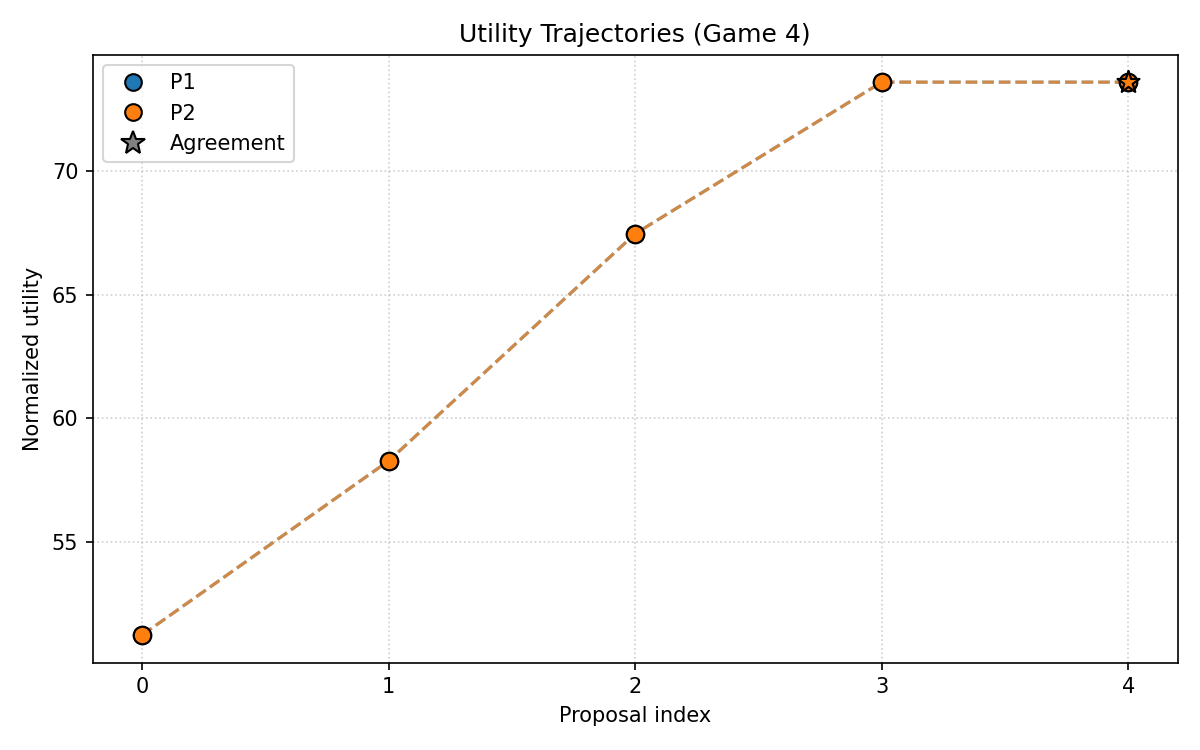 Utility Trajectories (Game 4)
P1
P2
Agreement
Normalized utility
70
65
60
55
0 1 2 3 4
Proposal index